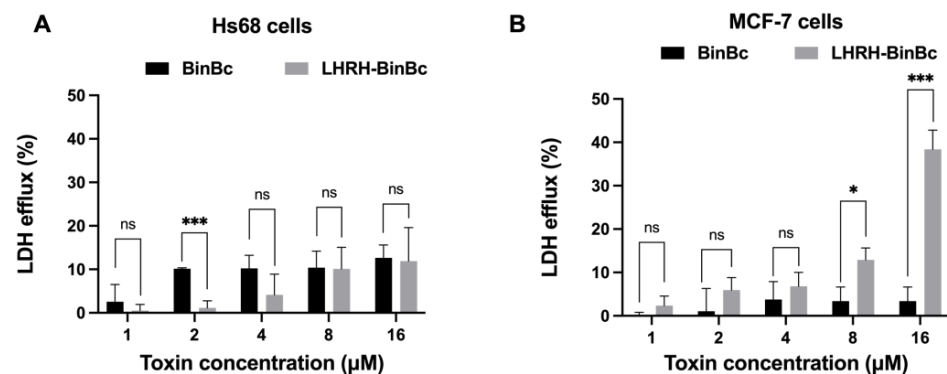 A
Hs68 cells
BinBc
LHRH-BinBc
LDH efflux (%)
50
40
30
20
10
0
ns
***
ns
ns
ns
1
2
4
8
16
Toxin concentration (µM)
B
MCF-7 cells
BinBc
LHRH-BinBc
LDH efflux (%)
50
40
30
20
10
0
ns
ns
ns
*
***
1
2
4
8
16
Toxin concentration (µM)